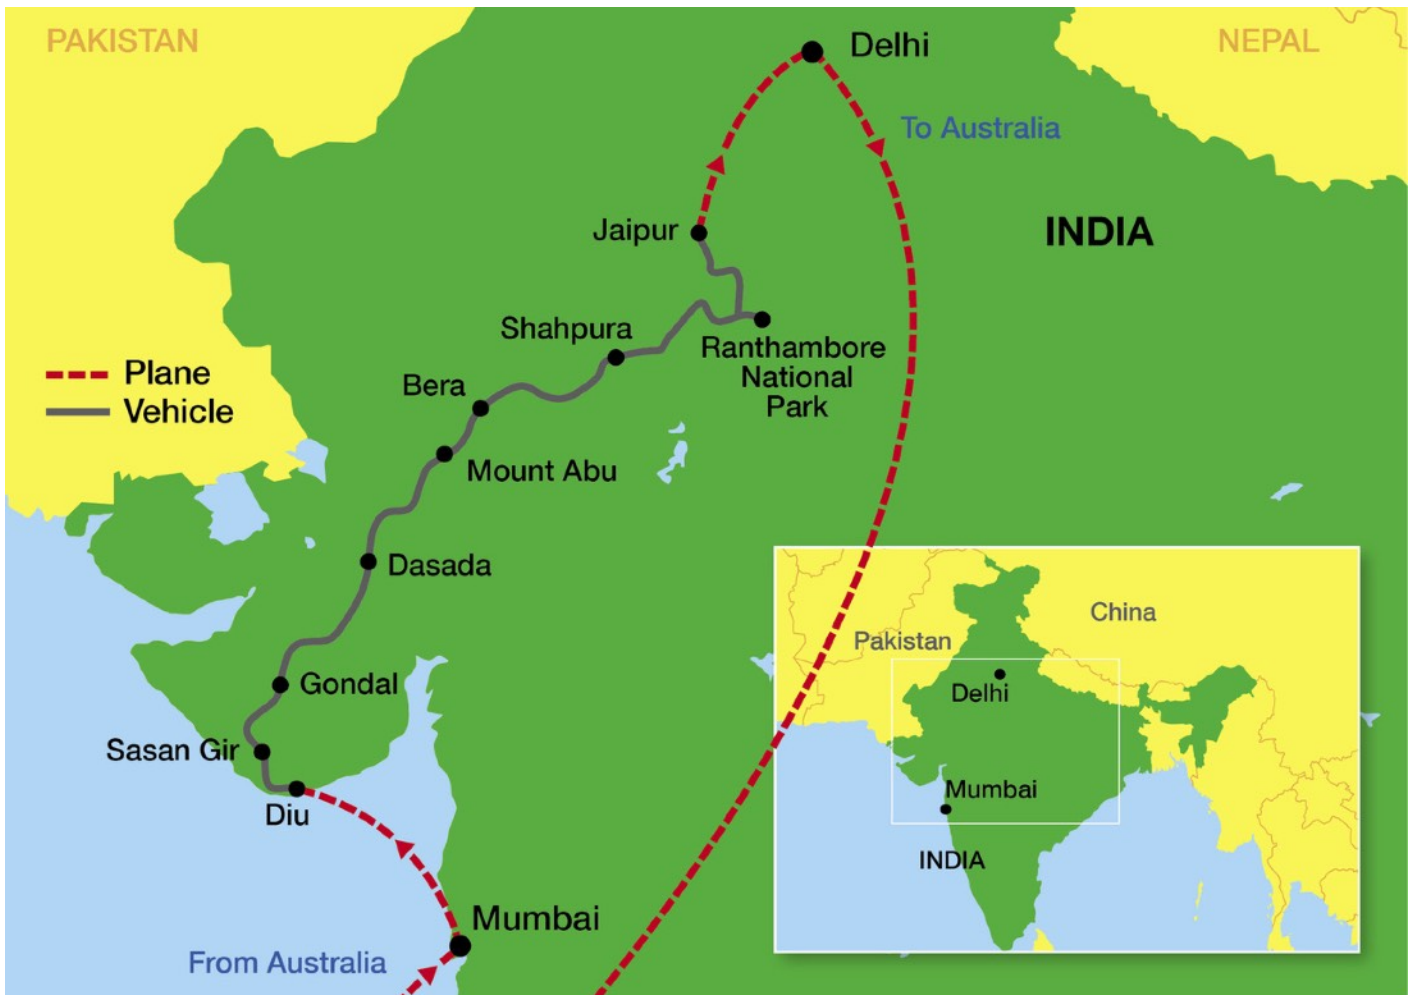 PAKISTAN
NEPAL
Delhi
To Australia
INDIA
Jaipur
Shahpura
Ranthambore
National
Park
Plane
Vehicle
Bera
Mount Abu
Dasada
Gondal
Sasan Gir
Diu
Mumbai
From Australia
China
Pakistan
Delhi
Mumbai
INDIA